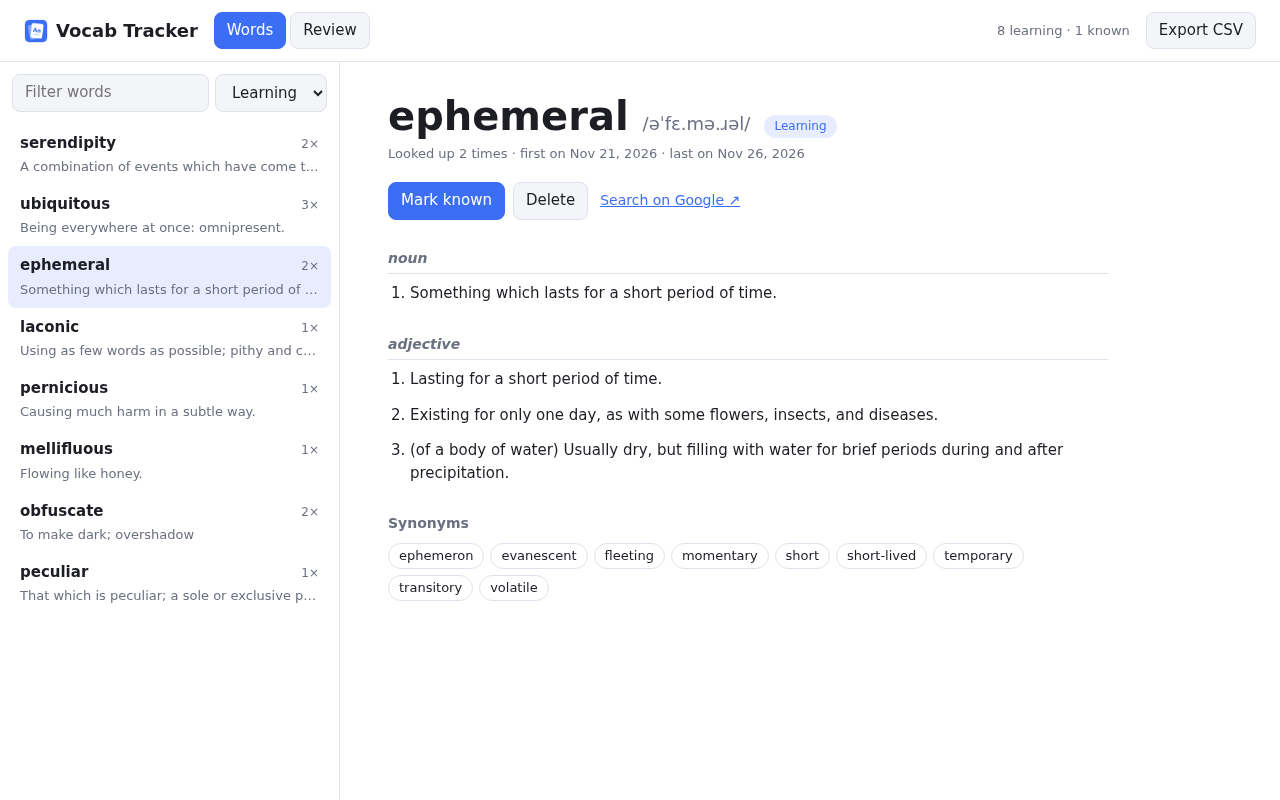 Vocab Tracker Words Review 8 learning · 1 known Export CSV
Filter words Learning
serendipity 2×
A combination of events which have come t…
ubiquitous 3×
Being everywhere at once: omnipresent.
ephemeral 2×
Something which lasts for a short period of …
laconic 1×
Using as few words as possible; pithy and c…
pernicious 1×
Causing much harm in a subtle way.
mellifluous 1×
Flowing like honey.
obfuscate 2×
To make dark; overshadow
peculiar 1×
That which is peculiar; a sole or exclusive p…
ephemeral /əˈfɛ.mə.ɹəl/ Learning
Looked up 2 times · first on Nov 21, 2026 · last on Nov 26, 2026
Mark known Delete Search on Google ↗
noun
1. Something which lasts for a short period of time.
adjective
1. Lasting for a short period of time.
2. Existing for only one day, as with some flowers, insects, and diseases.
3. (of a body of water) Usually dry, but filling with water for brief periods during and after
precipitation.
Synonyms
ephemeron evanescent fleeting momentary short short-lived temporary
transitory volatile